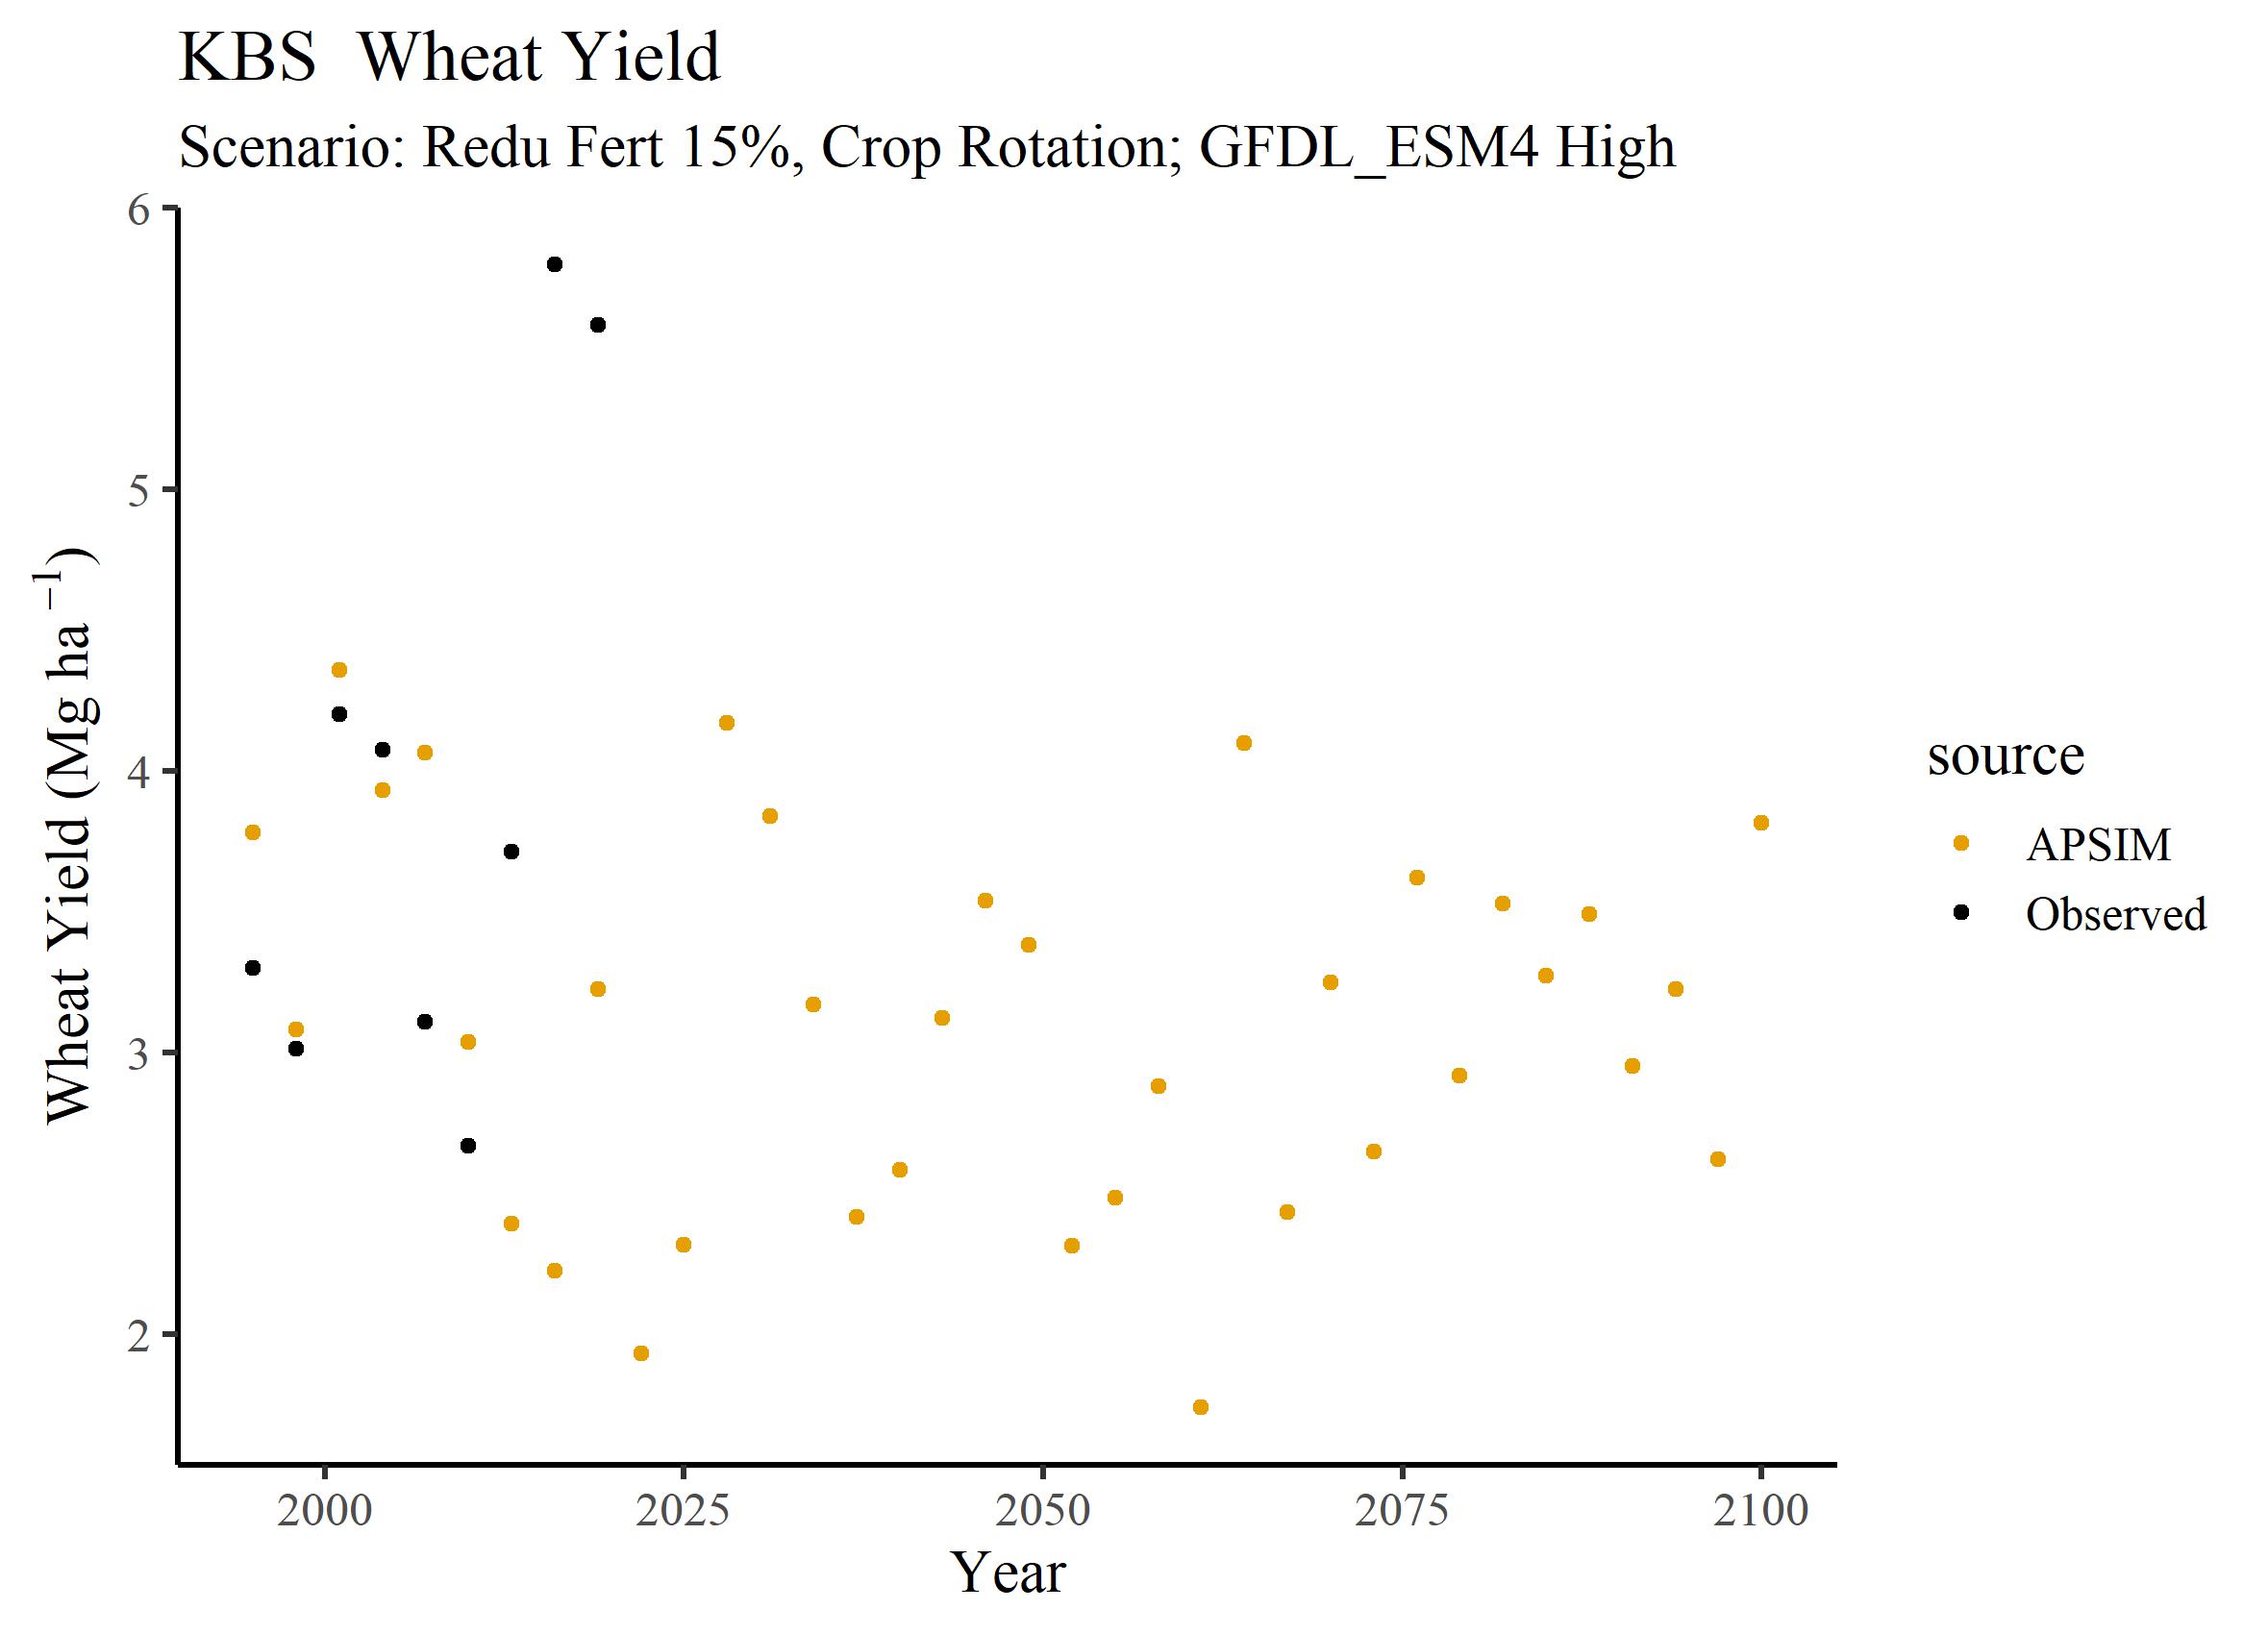 KBS  Wheat Yield
Scenario: Redu Fert 15%, Crop Rotation; GFDL_ESM4 High
6
5
4
3
2
Wheat Yield (Mg ha⁻¹)
2000 2025 2050 2075 2100
Year
source
APSIM
Observed